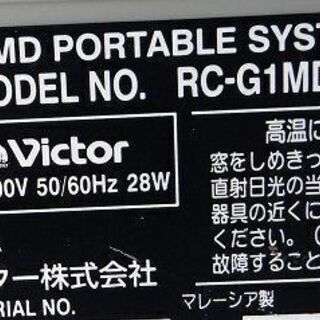 MD PORTABLE SYST
ODEL NO. RC-G1MD
Victor
00V 50/60Hz 28W
高温に
窓をしめきっ
直射日光の当
器具の近くに
ください。(
故障すること
ター株式会社
RIAL NO.
マレーシア製